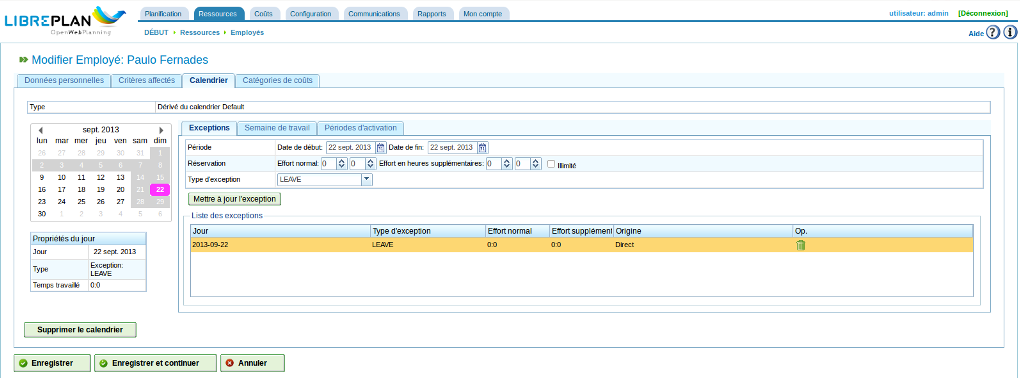 LIBREPLAN
OpenWebPlanning
Planification Ressources Coûts Configuration Communications Rapports Mon compte
utilisateur: admin [Déconnexion]
DÉBUT Ressources Employés
Aide
Modifier Employé: Paulo Fernades
Données personnelles Critères affectés Calendrier Catégories de coûts
Type Dérivé du calendrier Default
sept. 2013
lun mar mer jeu ven sam dim
26 27 28 29 30 31 1
2 3 4 5 6 7 8
9 10 11 12 13 14 15
16 17 18 19 20 21 22
23 24 25 26 27 28 29
30 1 2 3 4 5 6
Propriétés du jour
Jour 22 sept. 2013
Type Exception: LEAVE
Temps travaillé 0:0
Exceptions Semaine de travail Périodes d'activation
Période Date de début: 22 sept. 2013 Date de fin: 22 sept. 2013
Réservation Effort normal: 0 0 Effort en heures supplémentaires: 0 0 Illimité
Type d'exception LEAVE
Mettre à jour l'exception
Liste des exceptions
Jour Type d'exception Effort normal Effort supplément Origine Op.
2013-09-22 LEAVE 0:0 0:0 Direct
Supprimer le calendrier
Enregistrer Enregistrer et continuer Annuler